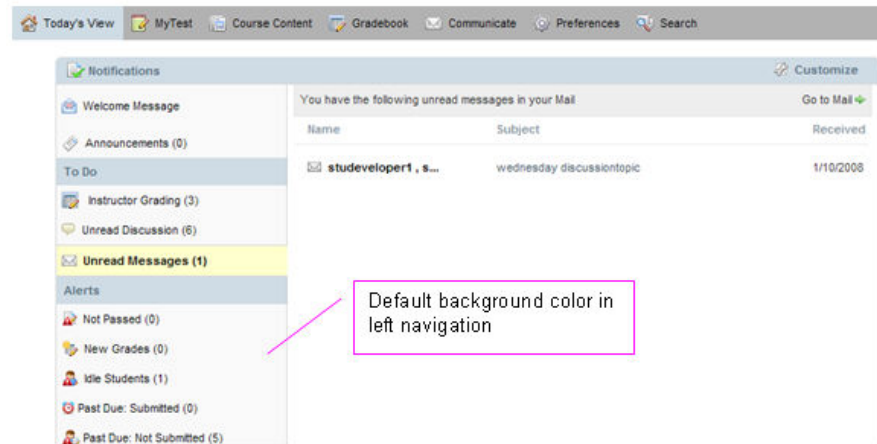 Today's View MyTest Course Content Gradebook Communicate Preferences Search
Notifications Customize
Welcome Message
Announcements (0)
To Do
Instructor Grading (3)
Unread Discussion (6)
Unread Messages (1)
Alerts
Not Passed (0)
New Grades (0)
Idle Students (1)
Past Due: Submitted (0)
Past Due: Not Submitted (5)
You have the following unread messages in your Mail Go to Mail
Name Subject Received
studeveloper1 , s... wednesday discussiontopic 1/10/2008
Default background color in
left navigation